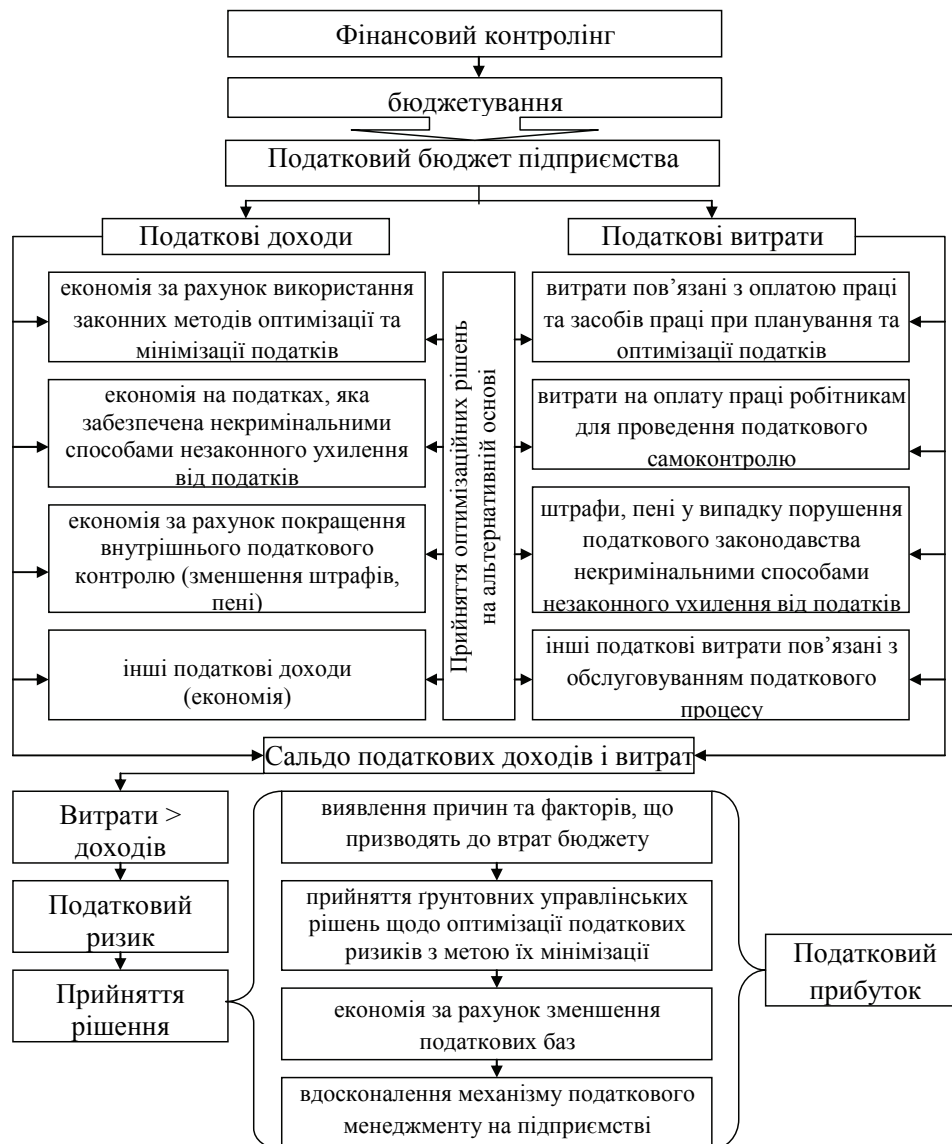 Фінансовий контролінг
бюджетування
Податковий бюджет підприємства
Податкові доходи
Податкові витрати
економія за рахунок використання
законних методів оптимізації та
мінімізації податків
економія на податках, яка
забезпечена некримінальними
способами незаконного ухилення
від податків
економія за рахунок покращення
внутрішнього податкового
контролю (зменшення штрафів,
пені)
інші податкові доходи
(економія)
Прийняття оптимізаційних рішень
на альтернативній основі
витрати пов’язані з оплатою праці
та засобів праці при планування та
оптимізації податків
витрати на оплату праці робітникам
для проведення податкового
самоконтролю
штрафи, пені у випадку порушення
податкового законодавства
некримінальними способами
незаконного ухилення від податків
інші податкові витрати пов’язані з
обслуговуванням податкового
процесу
Сальдо податкових доходів і витрат
Витрати >
доходів
Податковий
ризик
Прийняття
рішення
виявлення причин та факторів, що
призводять до втрат бюджету
прийняття ґрунтовних управлінських
рішень щодо оптимізації податкових
ризиків з метою їх мінімізації
економія за рахунок зменшення
податкових баз
вдосконалення механізму податкового
менеджменту на підприємстві
Податковий
прибуток